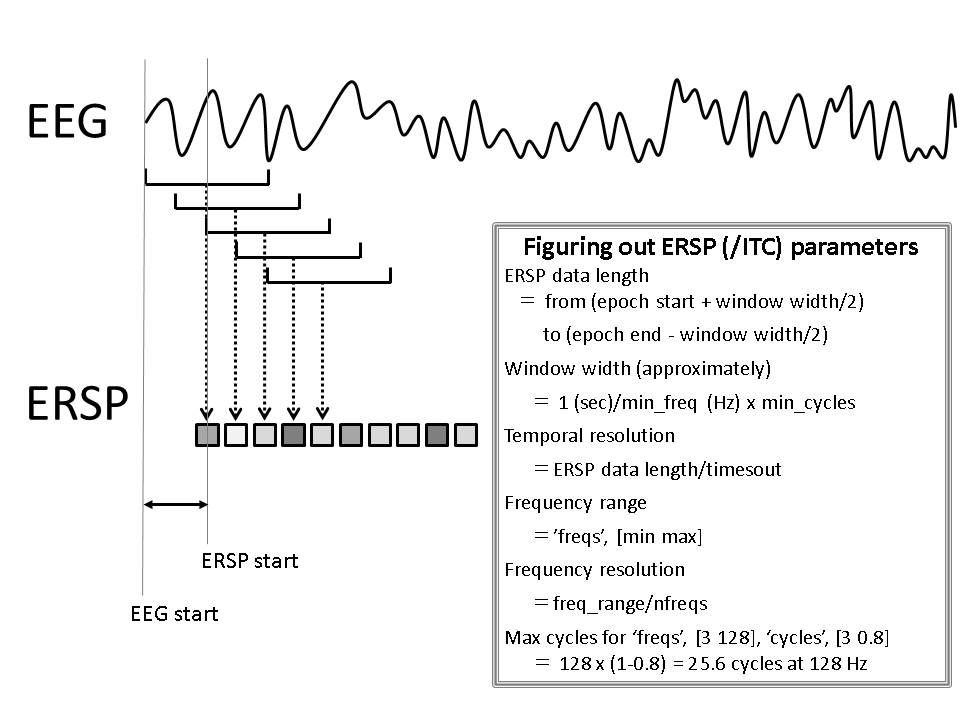 EEG
ERSP
ERSP start
EEG start
Figuring out ERSP (/ITC) parameters
ERSP data length
= from (epoch start + window width/2)
to (epoch end - window width/2)
Window width (approximately)
= 1 (sec)/min_freq (Hz) x min_cycles
Temporal resolution
= ERSP data length/timesout
Frequency range
= ’freqs’, [min max]
Frequency resolution
= freq_range/nfreqs
Max cycles for ‘freqs’, [3 128], ‘cycles’, [3 0.8]
= 128 x (1-0.8) = 25.6 cycles at 128 Hz